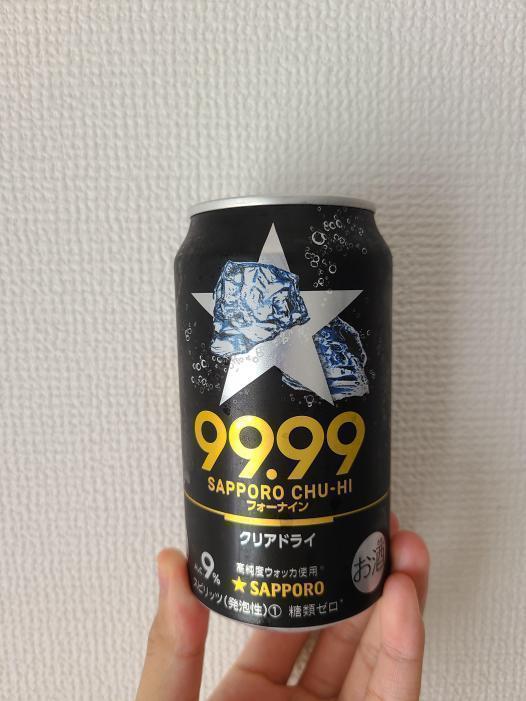 99.99
SAPPORO CHU-HI
フォーナイン
クリアドライ
ALC.9%
高純度ウォッカ使用*
SAPPORO
お酒
スピリッツ(発泡性)① 糖類ゼロ*